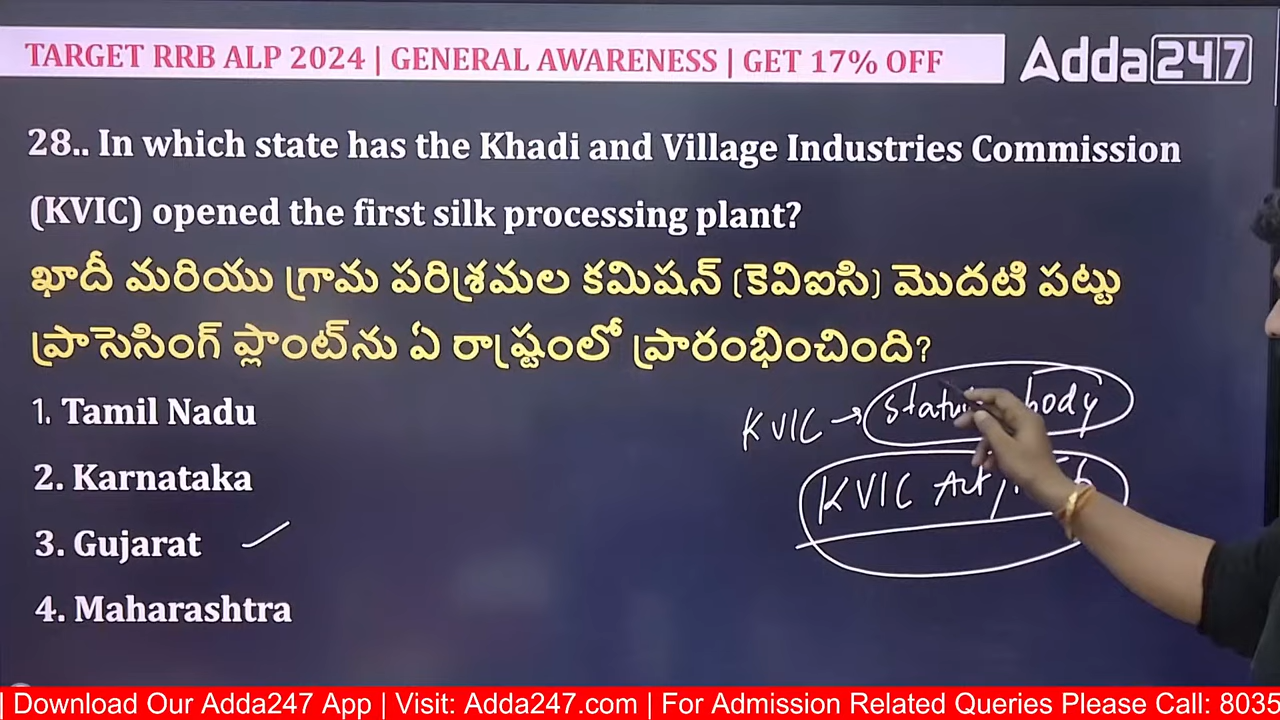 TARGET RRB ALP 2024 | GENERAL AWARENESS | GET 17% OFF
Adda247
28.. In which state has the Khadi and Village Industries Commission
(KVIC) opened the first silk processing plant?
ఖాదీ మరియు గ్రామ పరిశ్రమల కమిషన్ (కెవిఐసి) మొదటి పట్టు
ప్రాసెసింగ్ ప్లాంట్‌ను ఏ రాష్ట్రంలో ప్రారంభించింది?
1. Tamil Nadu
KVIC → body
2. Karnataka
KVIC Act
3. Gujarat
4. Maharashtra
| Download Our Adda247 App | Visit: Adda247.com | For Admission Related Queries Please Call: 8035